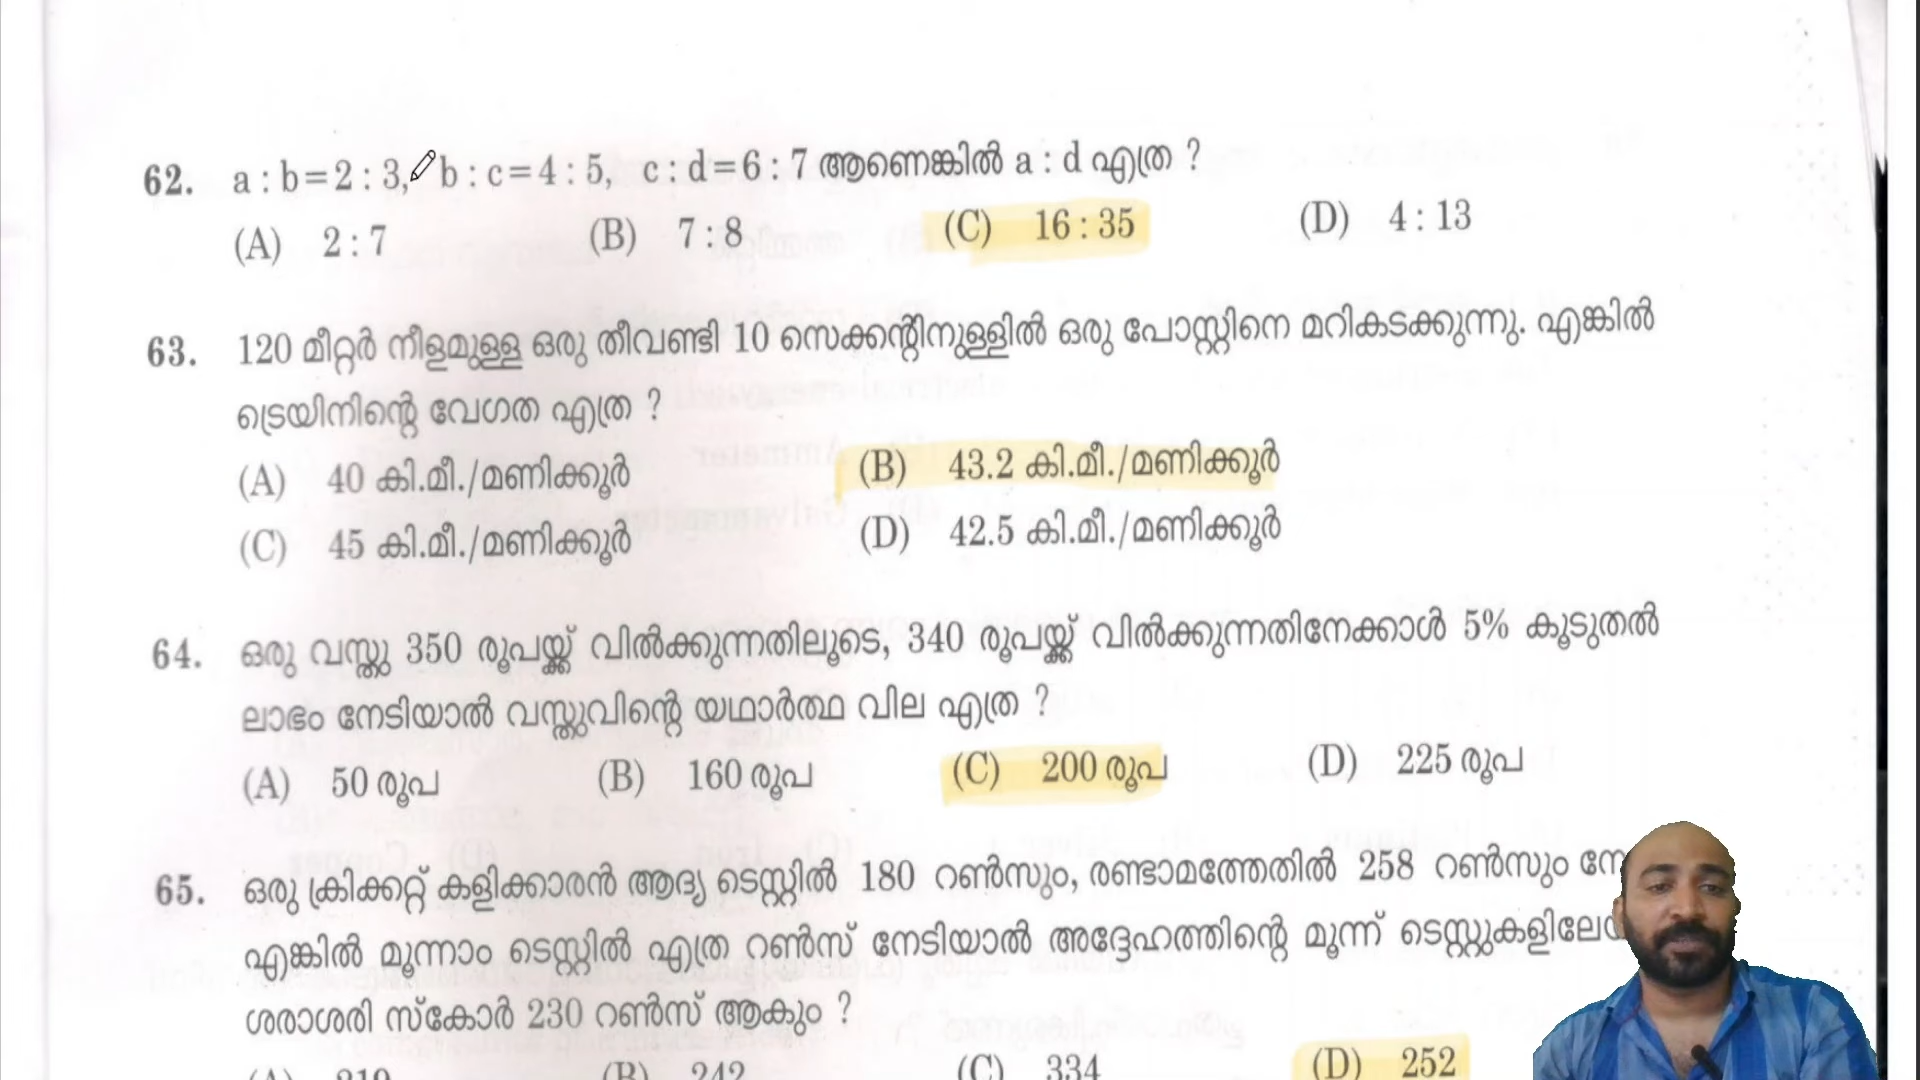 62. a : b = 2 : 3, b : c = 4 : 5, c : d = 6 : 7 ആണെങ്കിൽ a : d എത്ര ?
(A) 2 : 7 (B) 7 : 8 (C) 16 : 35 (D) 4 : 13
63. 120 മീറ്റർ നീളമുള്ള ഒരു തീവണ്ടി 10 സെക്കന്റിനുള്ളിൽ ഒരു പോസ്റ്റിനെ മറികടക്കുന്നു. എങ്കിൽ
ട്രെയിനിന്റെ വേഗത എത്ര ?
(A) 40 കി.മീ./മണിക്കൂർ (B) 43.2 കി.മീ./മണിക്കൂർ
(C) 45 കി.മീ./മണിക്കൂർ (D) 42.5 കി.മീ./മണിക്കൂർ
64. ഒരു വസ്തു 350 രൂപയ്ക്ക് വിൽക്കുന്നതിലൂടെ, 340 രൂപയ്ക്ക് വിൽക്കുന്നതിനേക്കാൾ 5% കൂടുതൽ
ലാഭം നേടിയാൽ വസ്തുവിന്റെ യഥാർത്ഥ വില എത്ര ?
(A) 50 രൂപ (B) 160 രൂപ (C) 200 രൂപ (D) 225 രൂപ
65. ഒരു ക്രിക്കറ്റ് കളിക്കാരൻ ആദ്യ ടെസ്റ്റിൽ 180 റൺസും, രണ്ടാമത്തേതിൽ 258 റൺസും
എങ്കിൽ മൂന്നാം ടെസ്റ്റിൽ എത്ര റൺസ് നേടിയാൽ അദ്ദേഹത്തിന്റെ മൂന്ന്
ശരാശരി സ്കോർ 230 റൺസ് ആകും ?
(B) 242 (C) 334 (D) 252